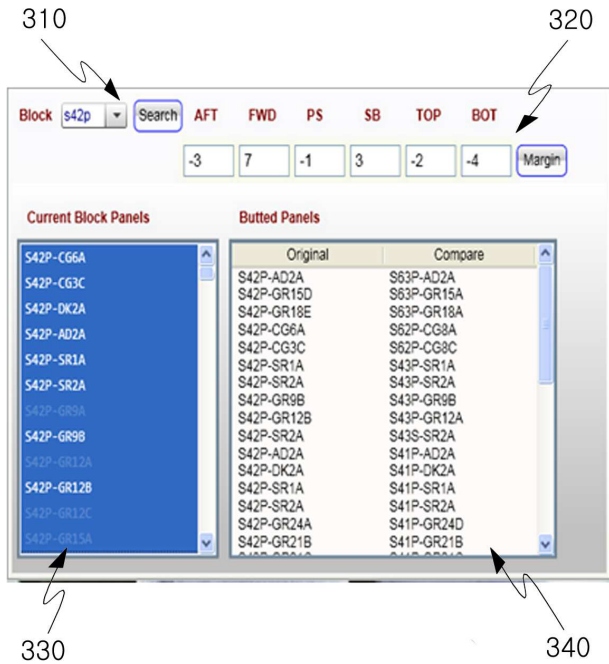 310
320
Block s42p Search AFT FWD PS SB TOP BOT
-3 7 -1 3 -2 -4 Margin
Current Block Panels
Butted Panels
S42P-CG6A
S42P-CG3C
S42P-DK2A
S42P-AD2A
S42P-SR1A
S42P-SR2A
S42P-GR9A
S42P-GR9B
S42P-GR12A
S42P-GR12B
S42P-GR12C
S42P-GR15A
Original Compare
S42P-AD2A S63P-AD2A
S42P-GR15D S63P-GR15A
S42P-GR18E S63P-GR18A
S42P-CG6A S62P-CG8A
S42P-CG3C S62P-CG8C
S42P-SR1A S43P-SR1A
S42P-SR2A S43P-SR2A
S42P-GR9B S43P-GR9B
S42P-GR12B S43P-GR12A
S42P-SR2A S43S-SR2A
S42P-AD2A S41P-AD2A
S42P-DK2A S41P-DK2A
S42P-SR1A S41P-SR1A
S42P-SR2A S41P-SR2A
S42P-GR24A S41P-GR24D
S42P-GR21B S41P-GR21B
330
340